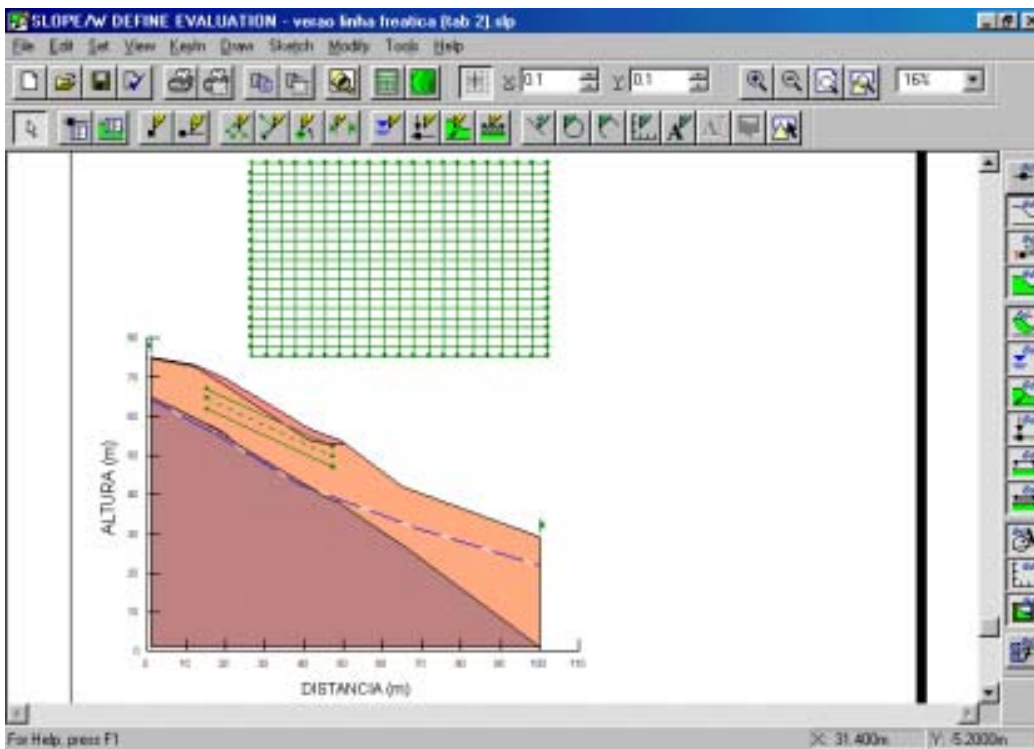 SLOPE/W DEFINE EVALUATION - verao linha freatica (tab 2).slp
File Edit Set View KeyIn Draw Sketch Modify Tools Help
X: 0.1 Y: 0.1 16%
80
70
60
50
40
30
20
10
0
ALTURA (m)
0 10 20 30 40 50 60 70 80 90 100 110
DISTANCIA (m)
For Help, press F1 X: 31.400m Y: -5.2000m